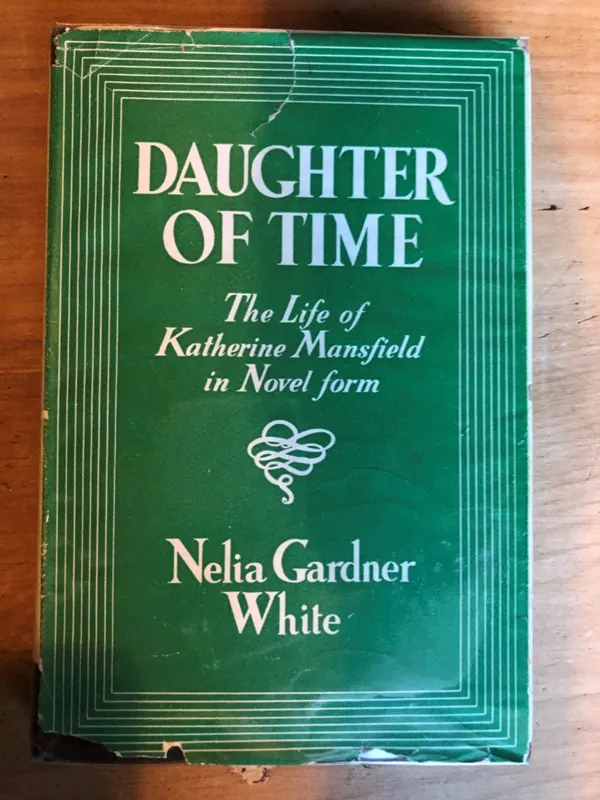 DAUGHTER
OF TIME
The Life of
Katherine Mansfield
in Novel form
Nelia Gardner
White